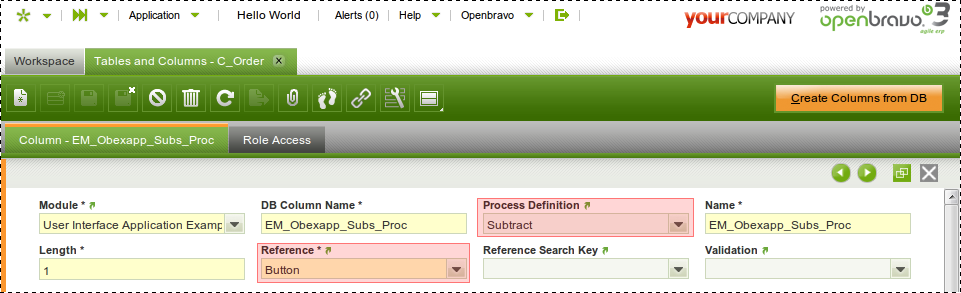 Application Hello World Alerts (0) Help Openbravo
yourCOMPANY
powered by
openbravo 3
agile erp
Workspace Tables and Columns - C_Order
Create Columns from DB
Column - EM_Obexapp_Subs_Proc Role Access
Module * DB Column Name * Process Definition Name *
User Interface Application Examp EM_Obexapp_Subs_Proc Subtract EM_Obexapp_Subs_Proc
Length * Reference * Reference Search Key Validation
1 Button